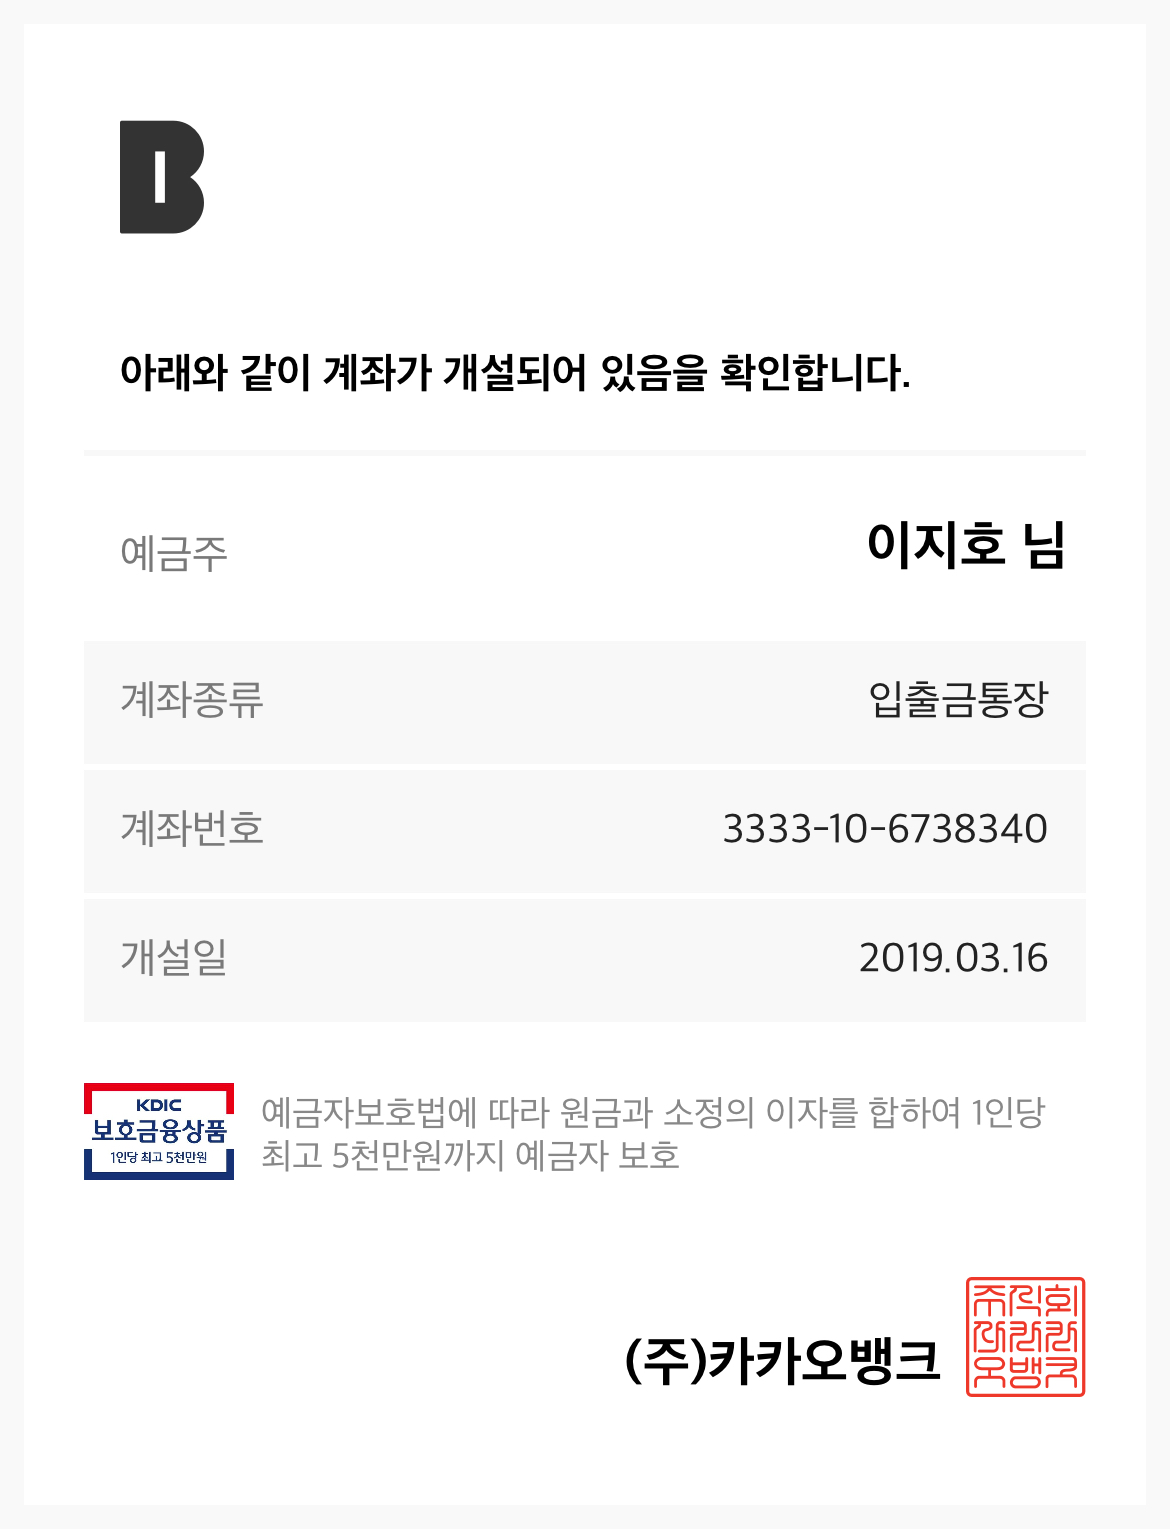 아래와 같이 계좌가 개설되어 있음을 확인합니다.
예금주 이지호 님
계좌종류 입출금통장
계좌번호 3333-10-6738340
개설일 2019.03.16
KDIC
보호금융상품
1인당 최고 5천만원
예금자보호법에 따라 원금과 소정의 이자를 합하여 1인당
최고 5천만원까지 예금자 보호
(주)카카오뱅크
주식회
사카카
오뱅크